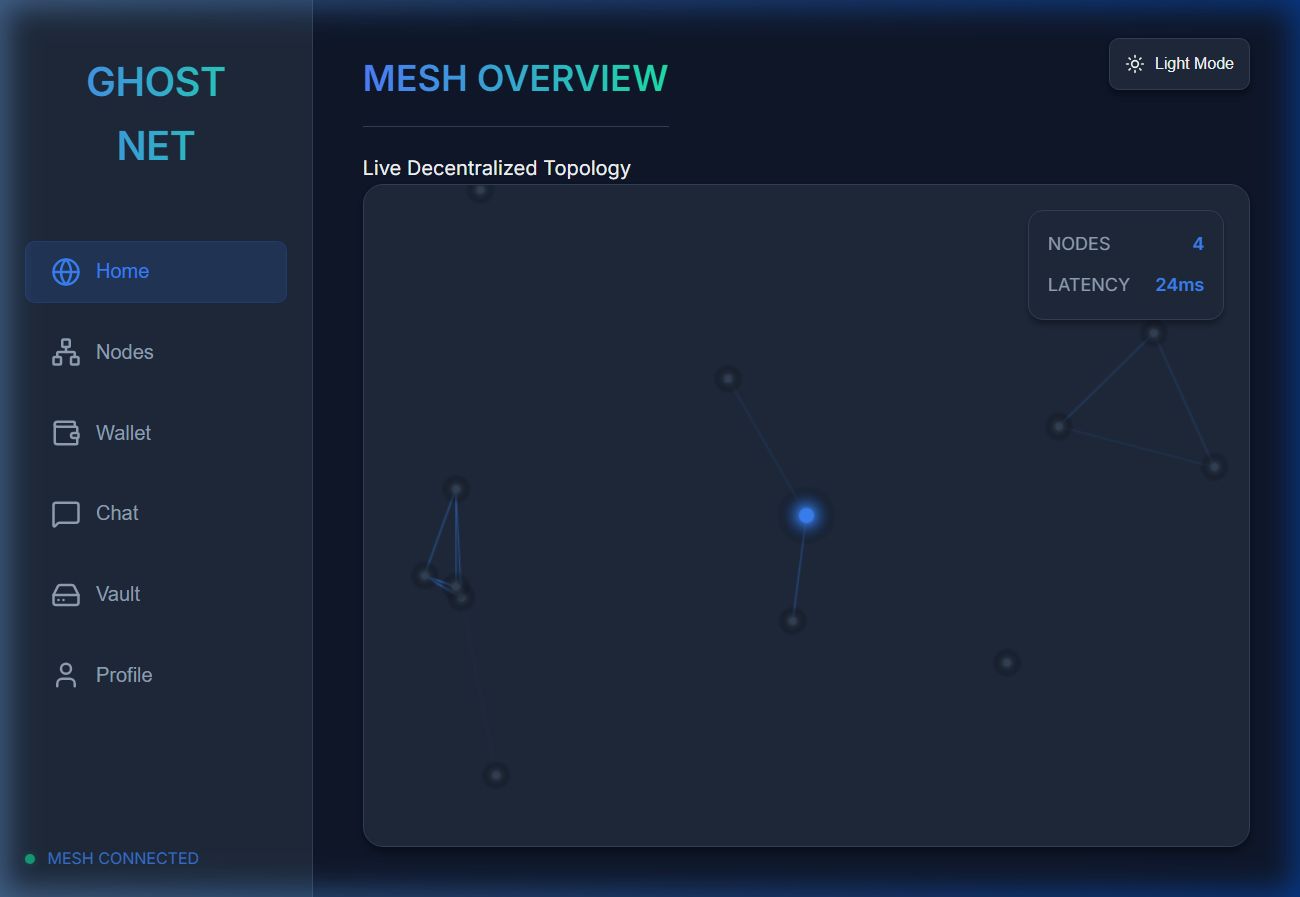 GHOST
NET
Home
Nodes
Wallet
Chat
Vault
Profile
MESH CONNECTED
MESH OVERVIEW
Light Mode
Live Decentralized Topology
NODES 4
LATENCY 24ms